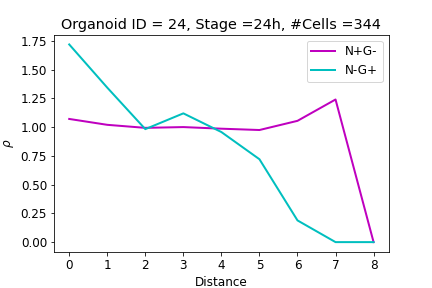 Organoid ID = 24, Stage =24h, #Cells =344
N+G-
N-G+
ρ
1.75
1.50
1.25
1.00
0.75
0.50
0.25
0.00
0 1 2 3 4 5 6 7 8
Distance